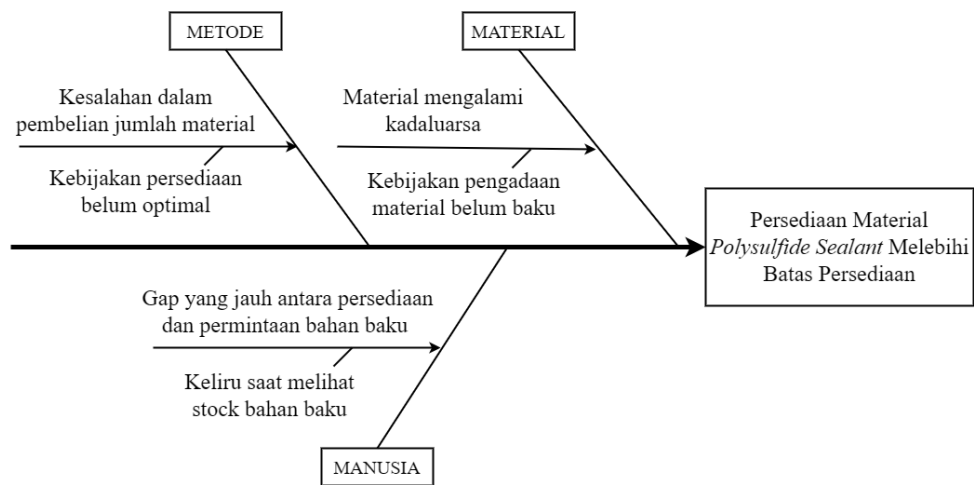 METODE
MATERIAL
Kesalahan dalam
pembelian jumlah material
Kebijakan persediaan
belum optimal
Material mengalami
kadaluarsa
Kebijakan pengadaan
material belum baku
Persediaan Material
Polysulfide Sealant Melebihi
Batas Persediaan
Gap yang jauh antara persediaan
dan permintaan bahan baku
Keliru saat melihat
stock bahan baku
MANUSIA